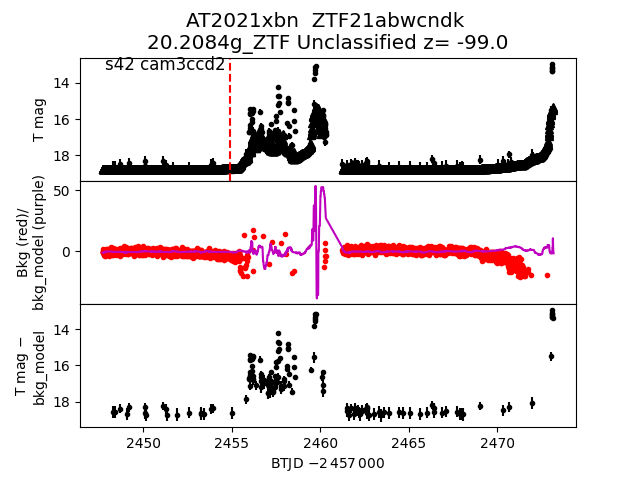 AT2021xbn  ZTF21abwcndk
20.2084g_ZTF Unclassified z= -99.0
s42 cam3ccd2
T mag
14
16
18
Bkg (red)/
bkg_model (purple)
50
0
T mag −
bkg_model
14
16
18
2450 2455 2460 2465 2470
BTJD −2 457 000